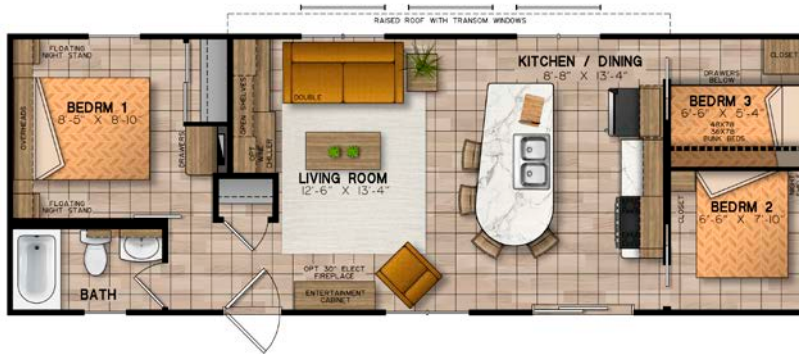 RAISED ROOF WITH TRANSOM WINDOWS
FLOATING
NIGHT STAND
OVERHEADS
BEDRM 1
8'-5" X 8'-10
DRAWERS
FLOATING
NIGHT STAND
OPEN SHELVES
OPT
WINE
CHILLER
DOUBLE
LIVING ROOM
12'-6" X 13'-4"
KITCHEN / DINING
8'-8" X 13'-4"
CLOSET
DRAWERS
BELOW
BEDRM 3
6'-6" X 5'-4"
48X78
36X78
BUNK BEDS
CLOSET
BEDRM 2
6'-6" X 7'-10"
OPT 30" ELECT
FIREPLACE
ENTERTAINMENT
CABINET
BATH